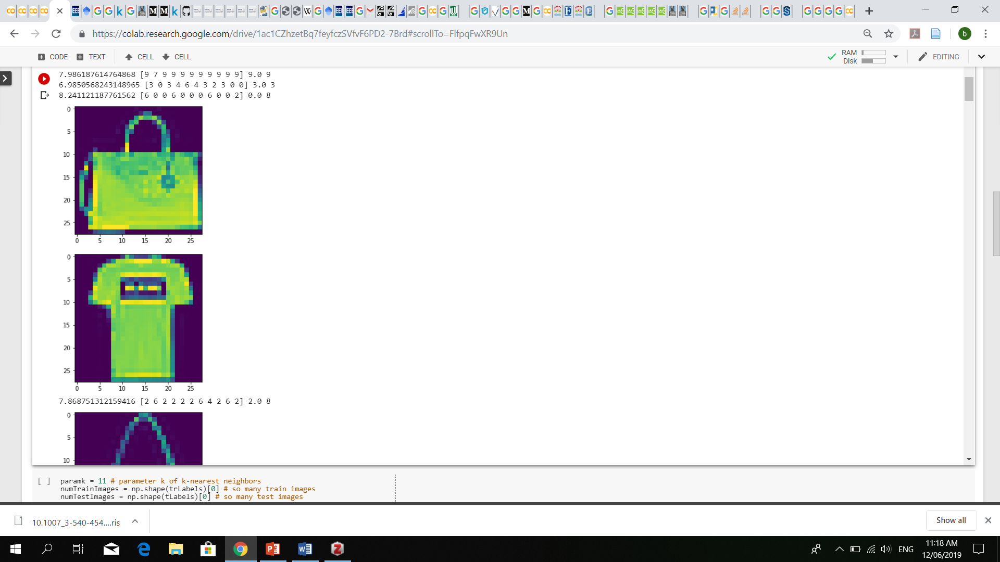 https://colab.research.google.com/drive/1ac1CZhzetBq7feyfczSVfvF6PD2-7Brd#scrollTo=FlfpqFwXR9Un
b
CODE TEXT CELL CELL
RAM
Disk
EDITING
7.986187614764868 [9 7 9 9 9 9 9 9 9 9 9] 9.0 9
6.9850568243148965 [3 0 3 4 6 4 3 2 3 0 0] 3.0 3
8.241121187761562 [6 0 0 6 0 0 0 6 0 0 2] 0.0 8
0
5
10
15
20
25
0 5 10 15 20 25
0
5
10
15
20
25
0 5 10 15 20 25
7.868751312159416 [2 6 2 2 2 2 6 4 2 6 2] 2.0 8
0
5
10
[ ] paramk = 11 # parameter k of k-nearest neighbors
numTrainImages = np.shape(trLabels)[0] # so many train images
numTestImages = np.shape(tLabels)[0] # so many test images
10.1007_3-540-454....ris
Show all
ENG
11:18 AM
12/06/2019